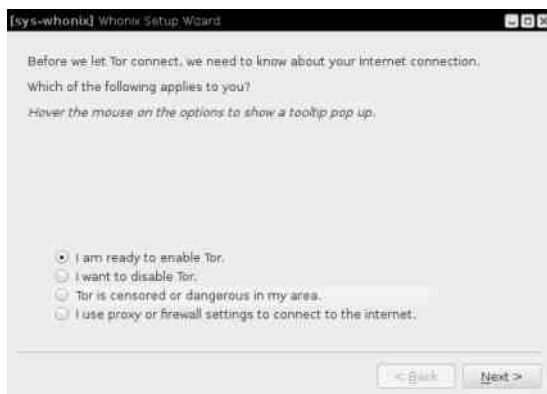 [sys-whonix] Whonix Setup Wizard
Before we let Tor connect, we need to know about your Internet connection.
Which of the following applies to you?
Hover the mouse on the options to show a tooltip pop up.
I am ready to enable Tor.
I want to disable Tor.
Tor is censored or dangerous in my area.
I use proxy or firewall settings to connect to the internet.
< Back Next >